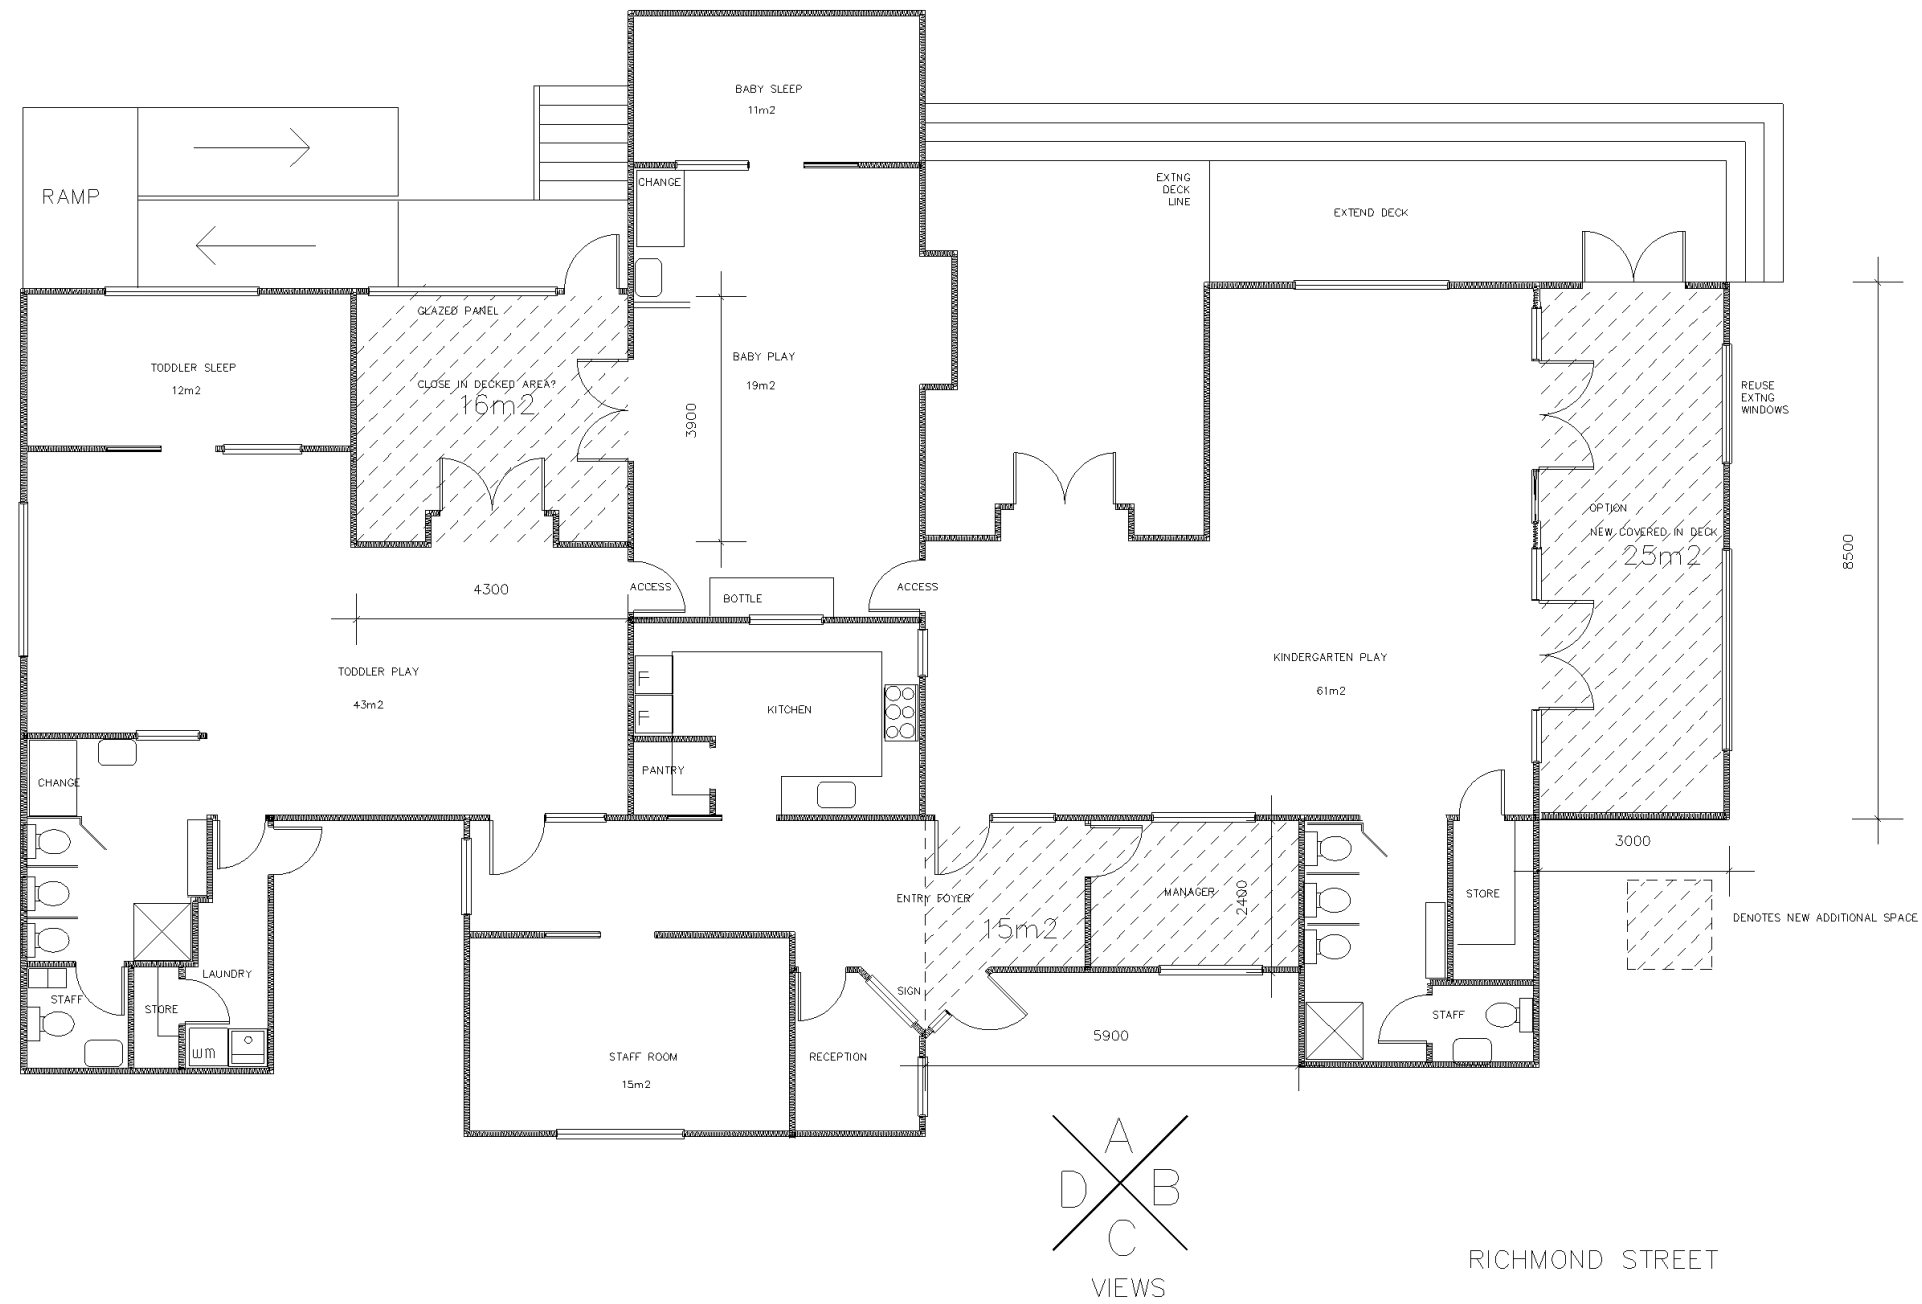 BABY SLEEP
11m2
RAMP
CHANGE
EXTNG
DECK
LINE
EXTEND DECK
GLAZED PANEL
TODDLER SLEEP
12m2
CLOSE IN DECKED AREA?
16m2
BABY PLAY
19m2
3900
REUSE
EXTNG
WINDOWS
OPTION
NEW COVERED IN DECK
25m2
8500
4300
ACCESS
BOTTLE
ACCESS
TODDLER PLAY
43m2
F
F
KITCHEN
PANTRY
KINDERGARTEN PLAY
61m2
CHANGE
3000
ENTRY FOYER
15m2
MANAGER
2400
STORE
DENOTES NEW ADDITIONAL SPACE
LAUNDRY
STAFF
STORE
wm
SIGN
STAFF
5900
STAFF ROOM
15m2
RECEPTION
A
D
B
C
VIEWS
RICHMOND STREET